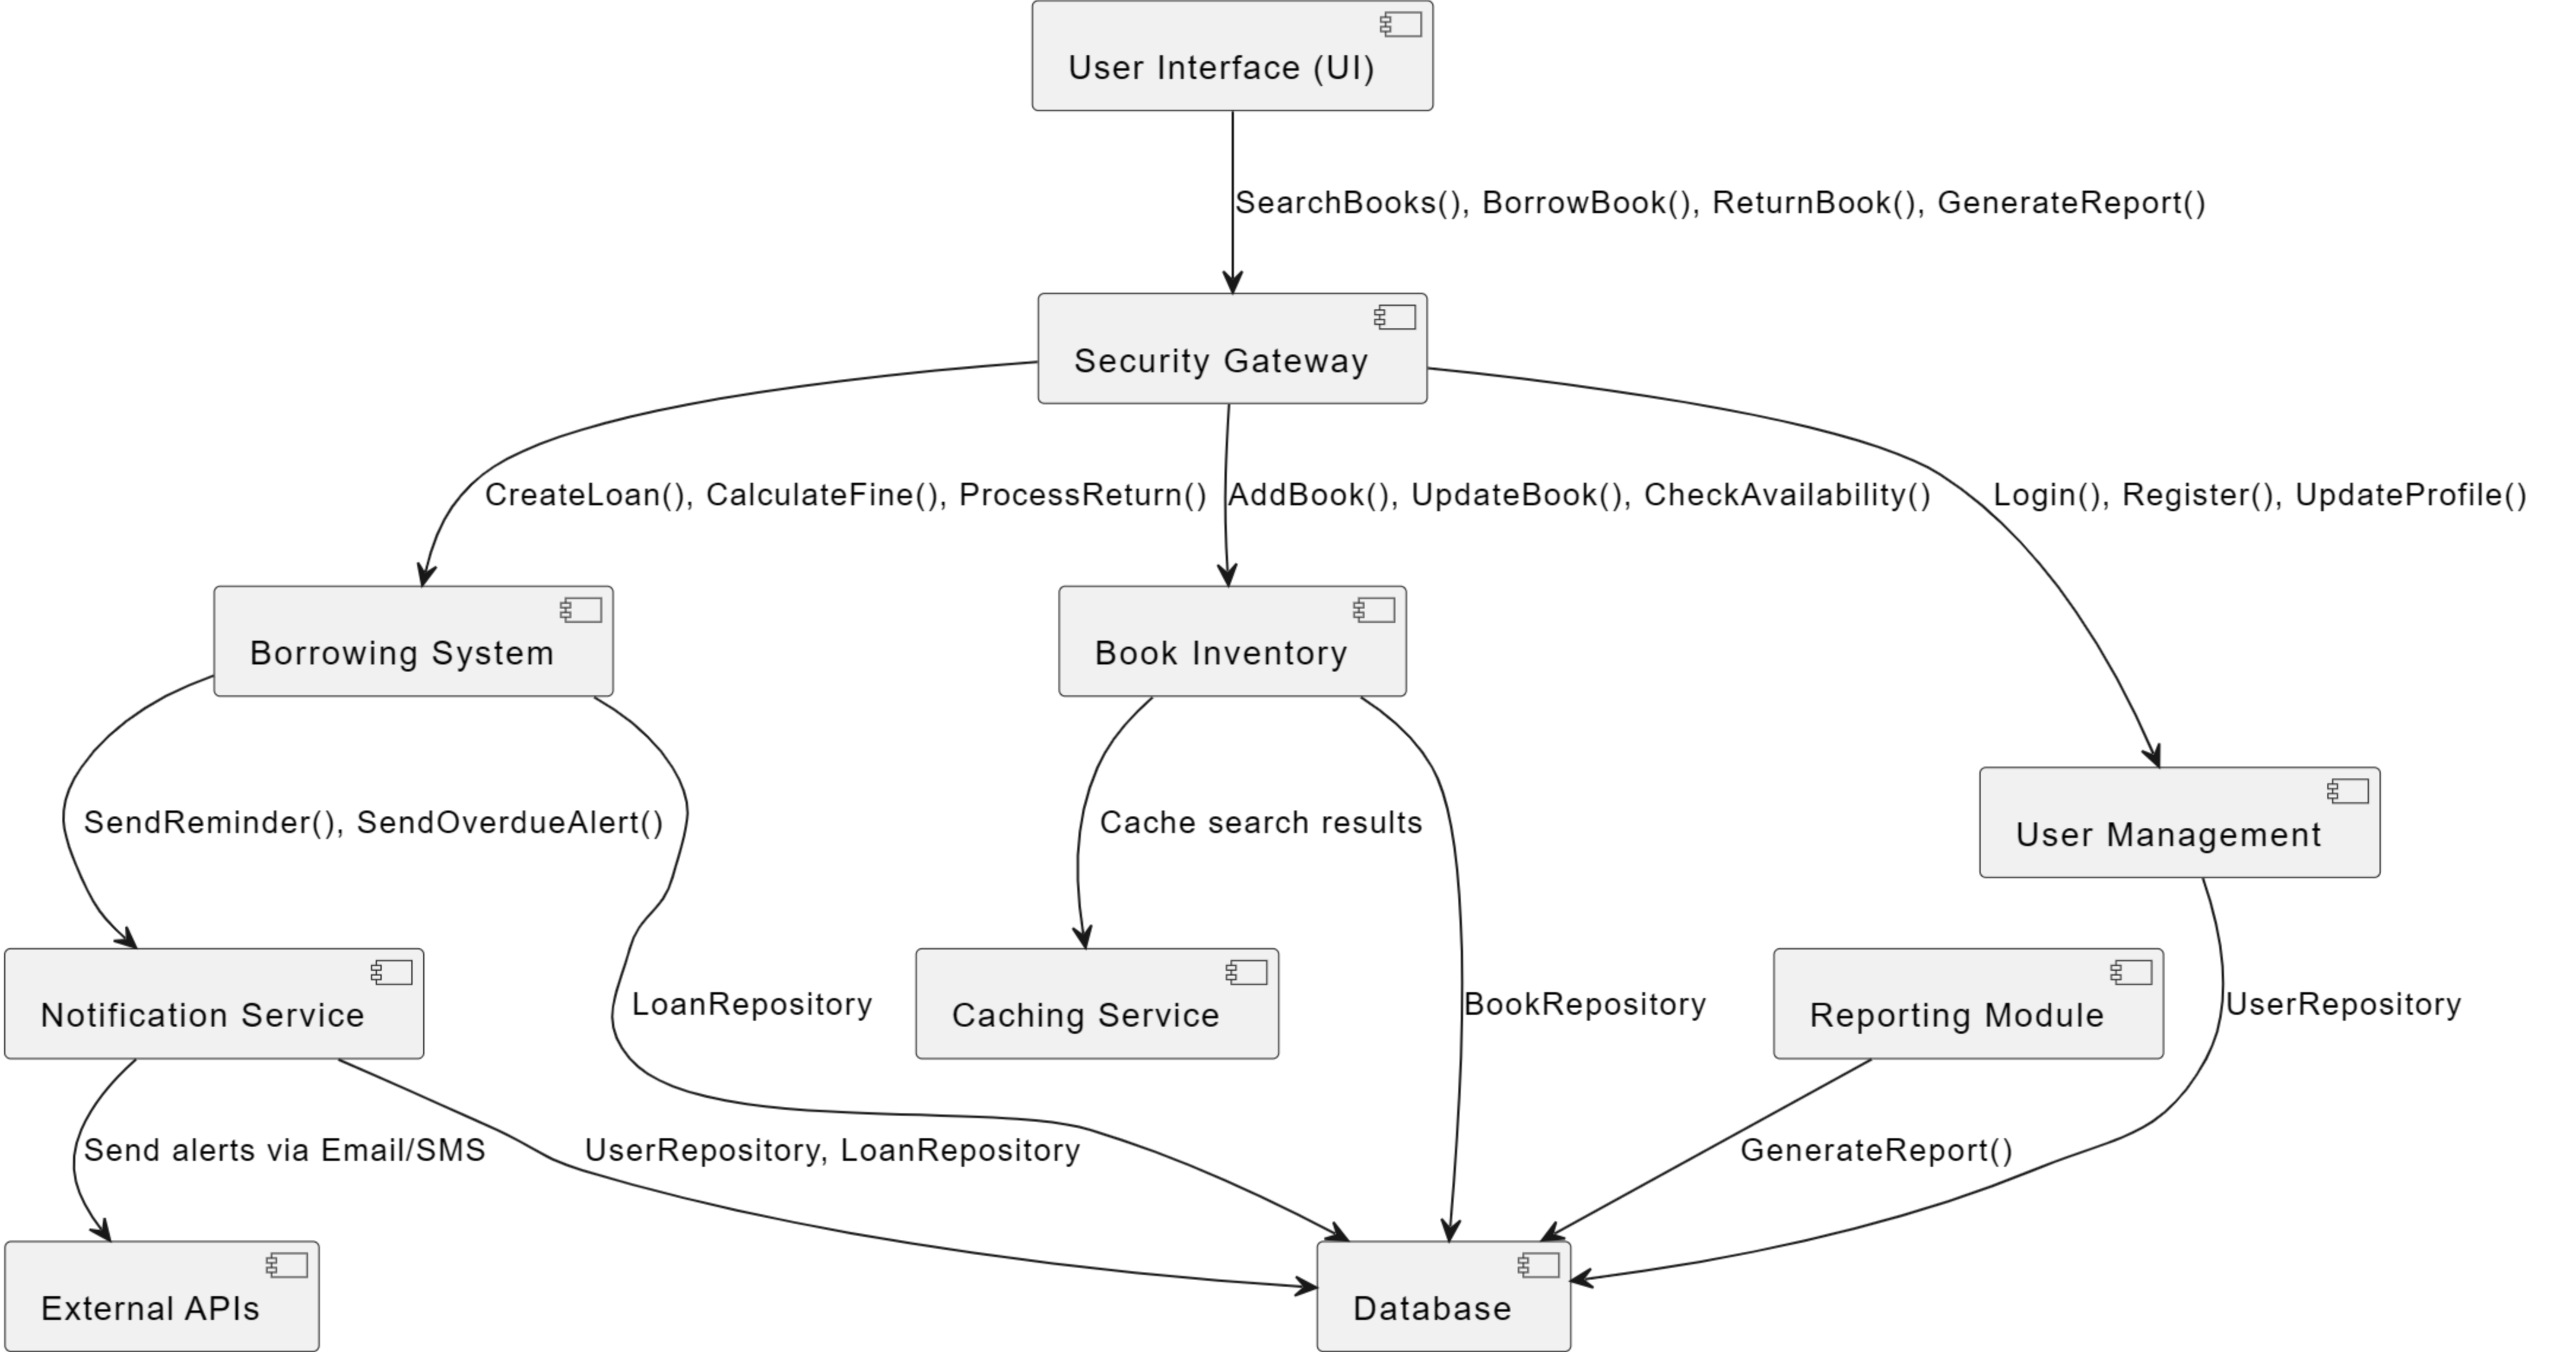 User Interface (UI)
SearchBooks(), BorrowBook(), ReturnBook(), GenerateReport()
Security Gateway
CreateLoan(), CalculateFine(), ProcessReturn()
AddBook(), UpdateBook(), CheckAvailability()
Login(), Register(), UpdateProfile()
Borrowing System
Book Inventory
User Management
SendReminder(), SendOverdueAlert()
Cache search results
Notification Service
LoanRepository
Caching Service
BookRepository
Reporting Module
UserRepository
Send alerts via Email/SMS
UserRepository, LoanRepository
GenerateReport()
External APIs
Database